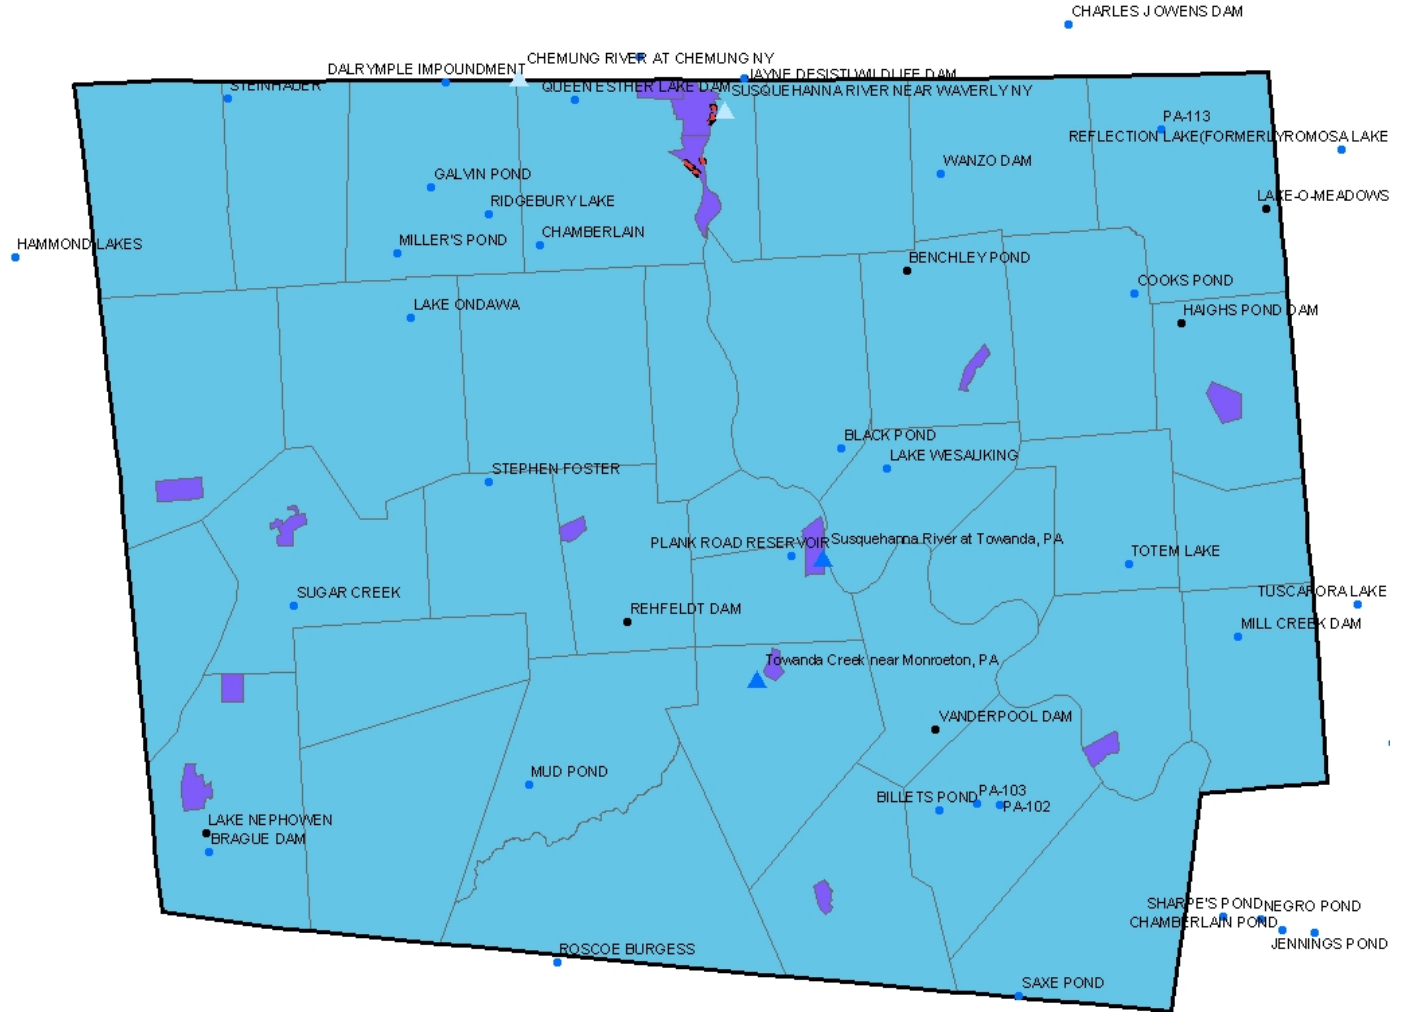 CHARLES J OWENS DAM
CHEMUNG RIVER AT CHEMUNG NY
DALRYMPLE IMPOUNDMENT
JAYNE DESISTI WILDLIFE DAM
STEINHAUER
QUEEN ESTHER LAKE DAM
SUSQUEHANNA RIVER NEAR WAVERLY NY
PA-113
REFLECTION LAKE(FORMERLYROMOSA LAKE
WANZO DAM
GALVIN POND
LAKE-O-MEADOWS
RIDGEBURY LAKE
CHAMBERLAIN
MILLER'S POND
HAMMOND LAKES
BENCHLEY POND
COOKS POND
LAKE ONDAWA
HAIGHS POND DAM
BLACK POND
LAKE WESAUKING
STEPHEN FOSTER
PLANK ROAD RESERVOIR
Susquehanna River at Towanda, PA
TOTEM LAKE
SUGAR CREEK
TUSCARORA LAKE
REHFELDT DAM
MILL CREEK DAM
Towanda Creek near Monroeton, PA
VANDERPOOL DAM
MUD POND
BILLETS POND
PA-103
PA-102
LAKE NEPHOWEN
BRAGUE DAM
SHARPE'S POND
NEGRO POND
CHAMBERLAIN POND
JENNINGS POND
ROSCOE BURGESS
SAXE POND